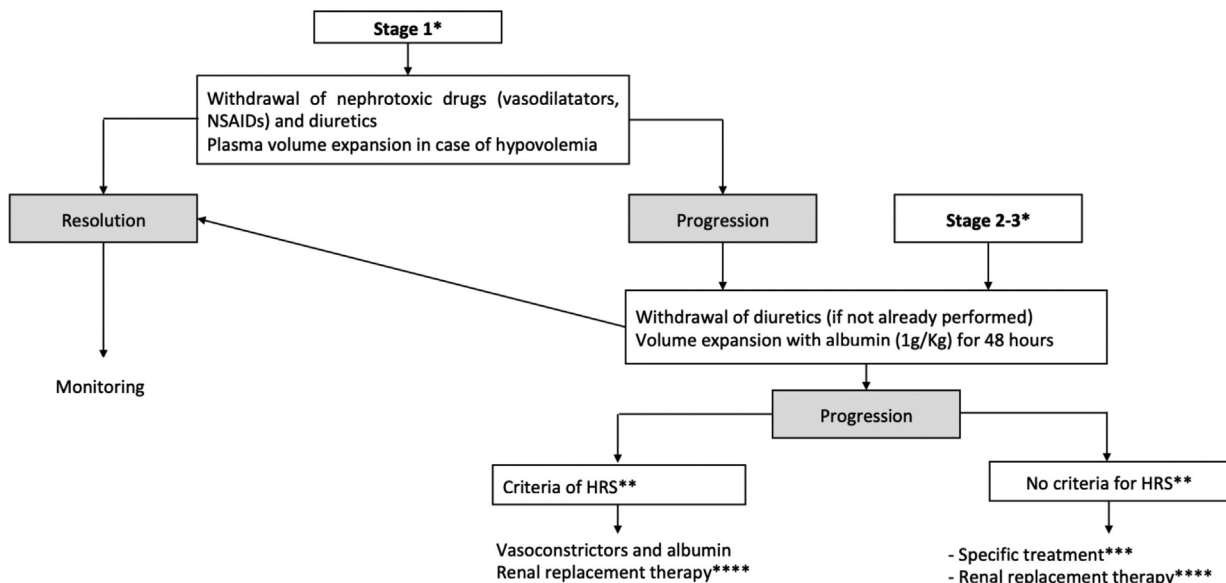 Stage 1*
Withdrawal of nephrotoxic drugs (vasodilatators,
NSAIDs) and diuretics
Plasma volume expansion in case of hypovolemia
Resolution
Progression
Stage 2-3*
Withdrawal of diuretics (if not already performed)
Volume expansion with albumin (1g/Kg) for 48 hours
Monitoring
Progression
Criteria of HRS**
No criteria for HRS**
Vasoconstrictors and albumin
Renal replacement therapy****
- Specific treatment***
- Renal replacement therapy****